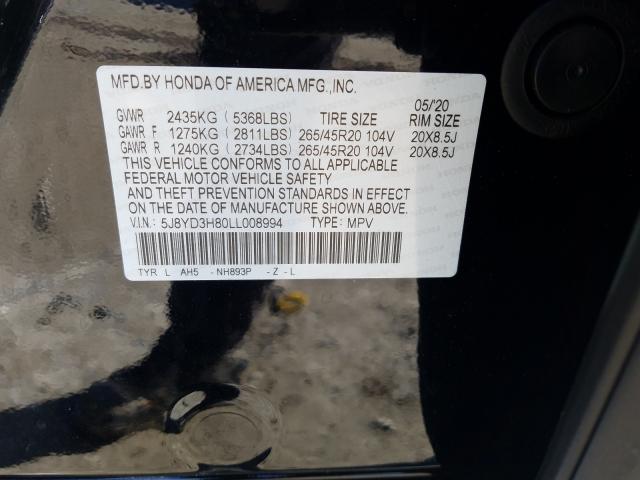 MFD.BY HONDA OF AMERICA MFG.,INC.
05/'20
GVWR 2435KG ( 5368LBS) TIRE SIZE RIM SIZE
GAWR F 1275KG ( 2811LBS) 265/45R20 104V 20X8.5J
GAWR R 1240KG ( 2734LBS) 265/45R20 104V 20X8.5J
THIS VEHICLE CONFORMS TO ALL APPLICABLE
FEDERAL MOTOR VEHICLE SAFETY
AND THEFT PREVENTION STANDARDS IN EFFECT
ON THE DATE OF MANUFACTURE SHOWN ABOVE.
V.I.N.: 5J8YD3H80LL008994 TYPE: MPV
TYR L AH5 -NH893P -Z-L